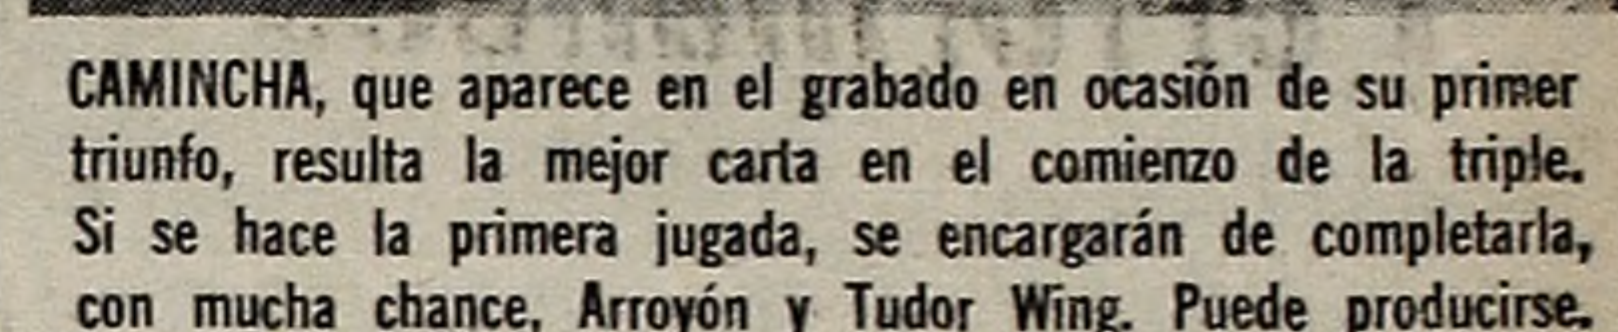 CAMINCHA, que aparece en el grabado en ocasión de su primer
triunfo, resulta la mejor carta en el comienzo de la triple.
Si se hace la primera jugada, se encargarán de completarla,
con mucha chance, Arroyón y Tudor Wing. Puede producirse.